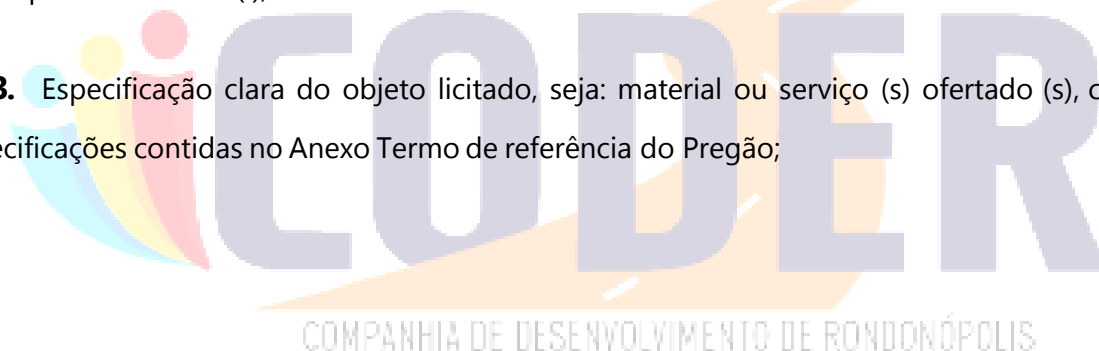 3. Especificação clara do objeto licitado, seja: material ou serviço (s) ofertado (s),
ecificações contidas no Anexo Termo de referência do Pregão;
CODER
COMPANHIA DE DESENVOLVIMENTO DE RONDONÓPOLIS